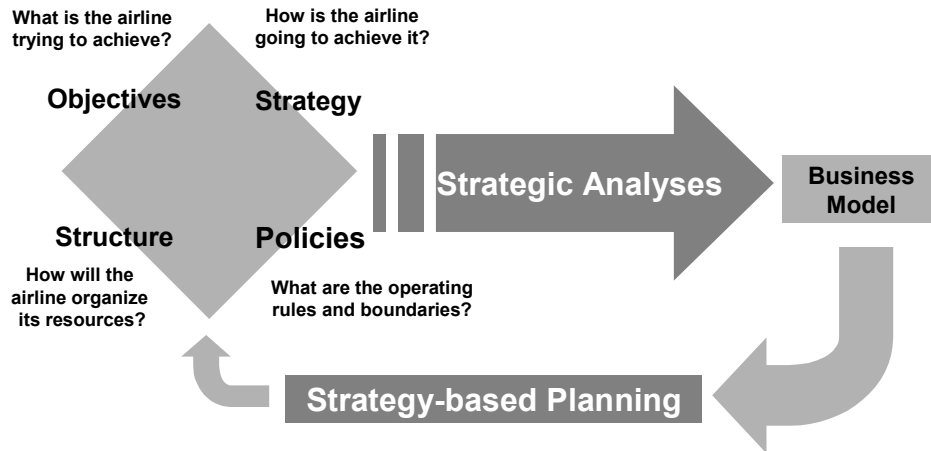 What is the airline
trying to achieve?
How is the airline
going to achieve it?
Objectives
Strategy
Strategic Analyses
Business
Model
Structure
Policies
How will the
airline organize
its resources?
What are the operating
rules and boundaries?
Strategy-based Planning